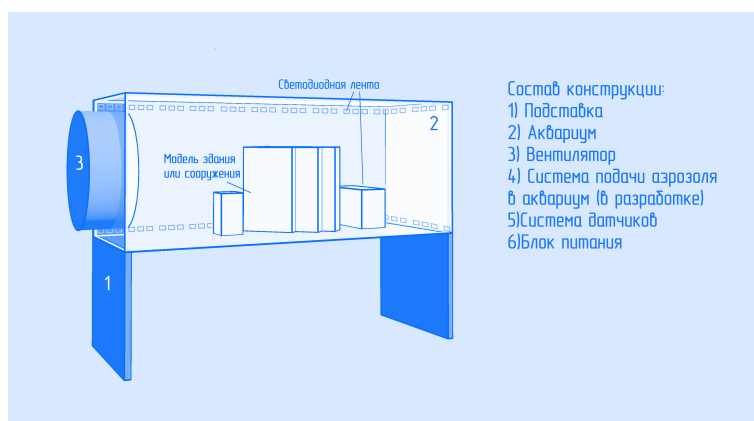 Светодиодная лента
Состав конструкции:
1) Подставка
2) Аквариум
3) Вентилятор
4) Система подачи аэрозоля
в аквариум (в разработке)
5)Система датчиков
6)Блок питания
2
3
Модель здания
или сооружения
1